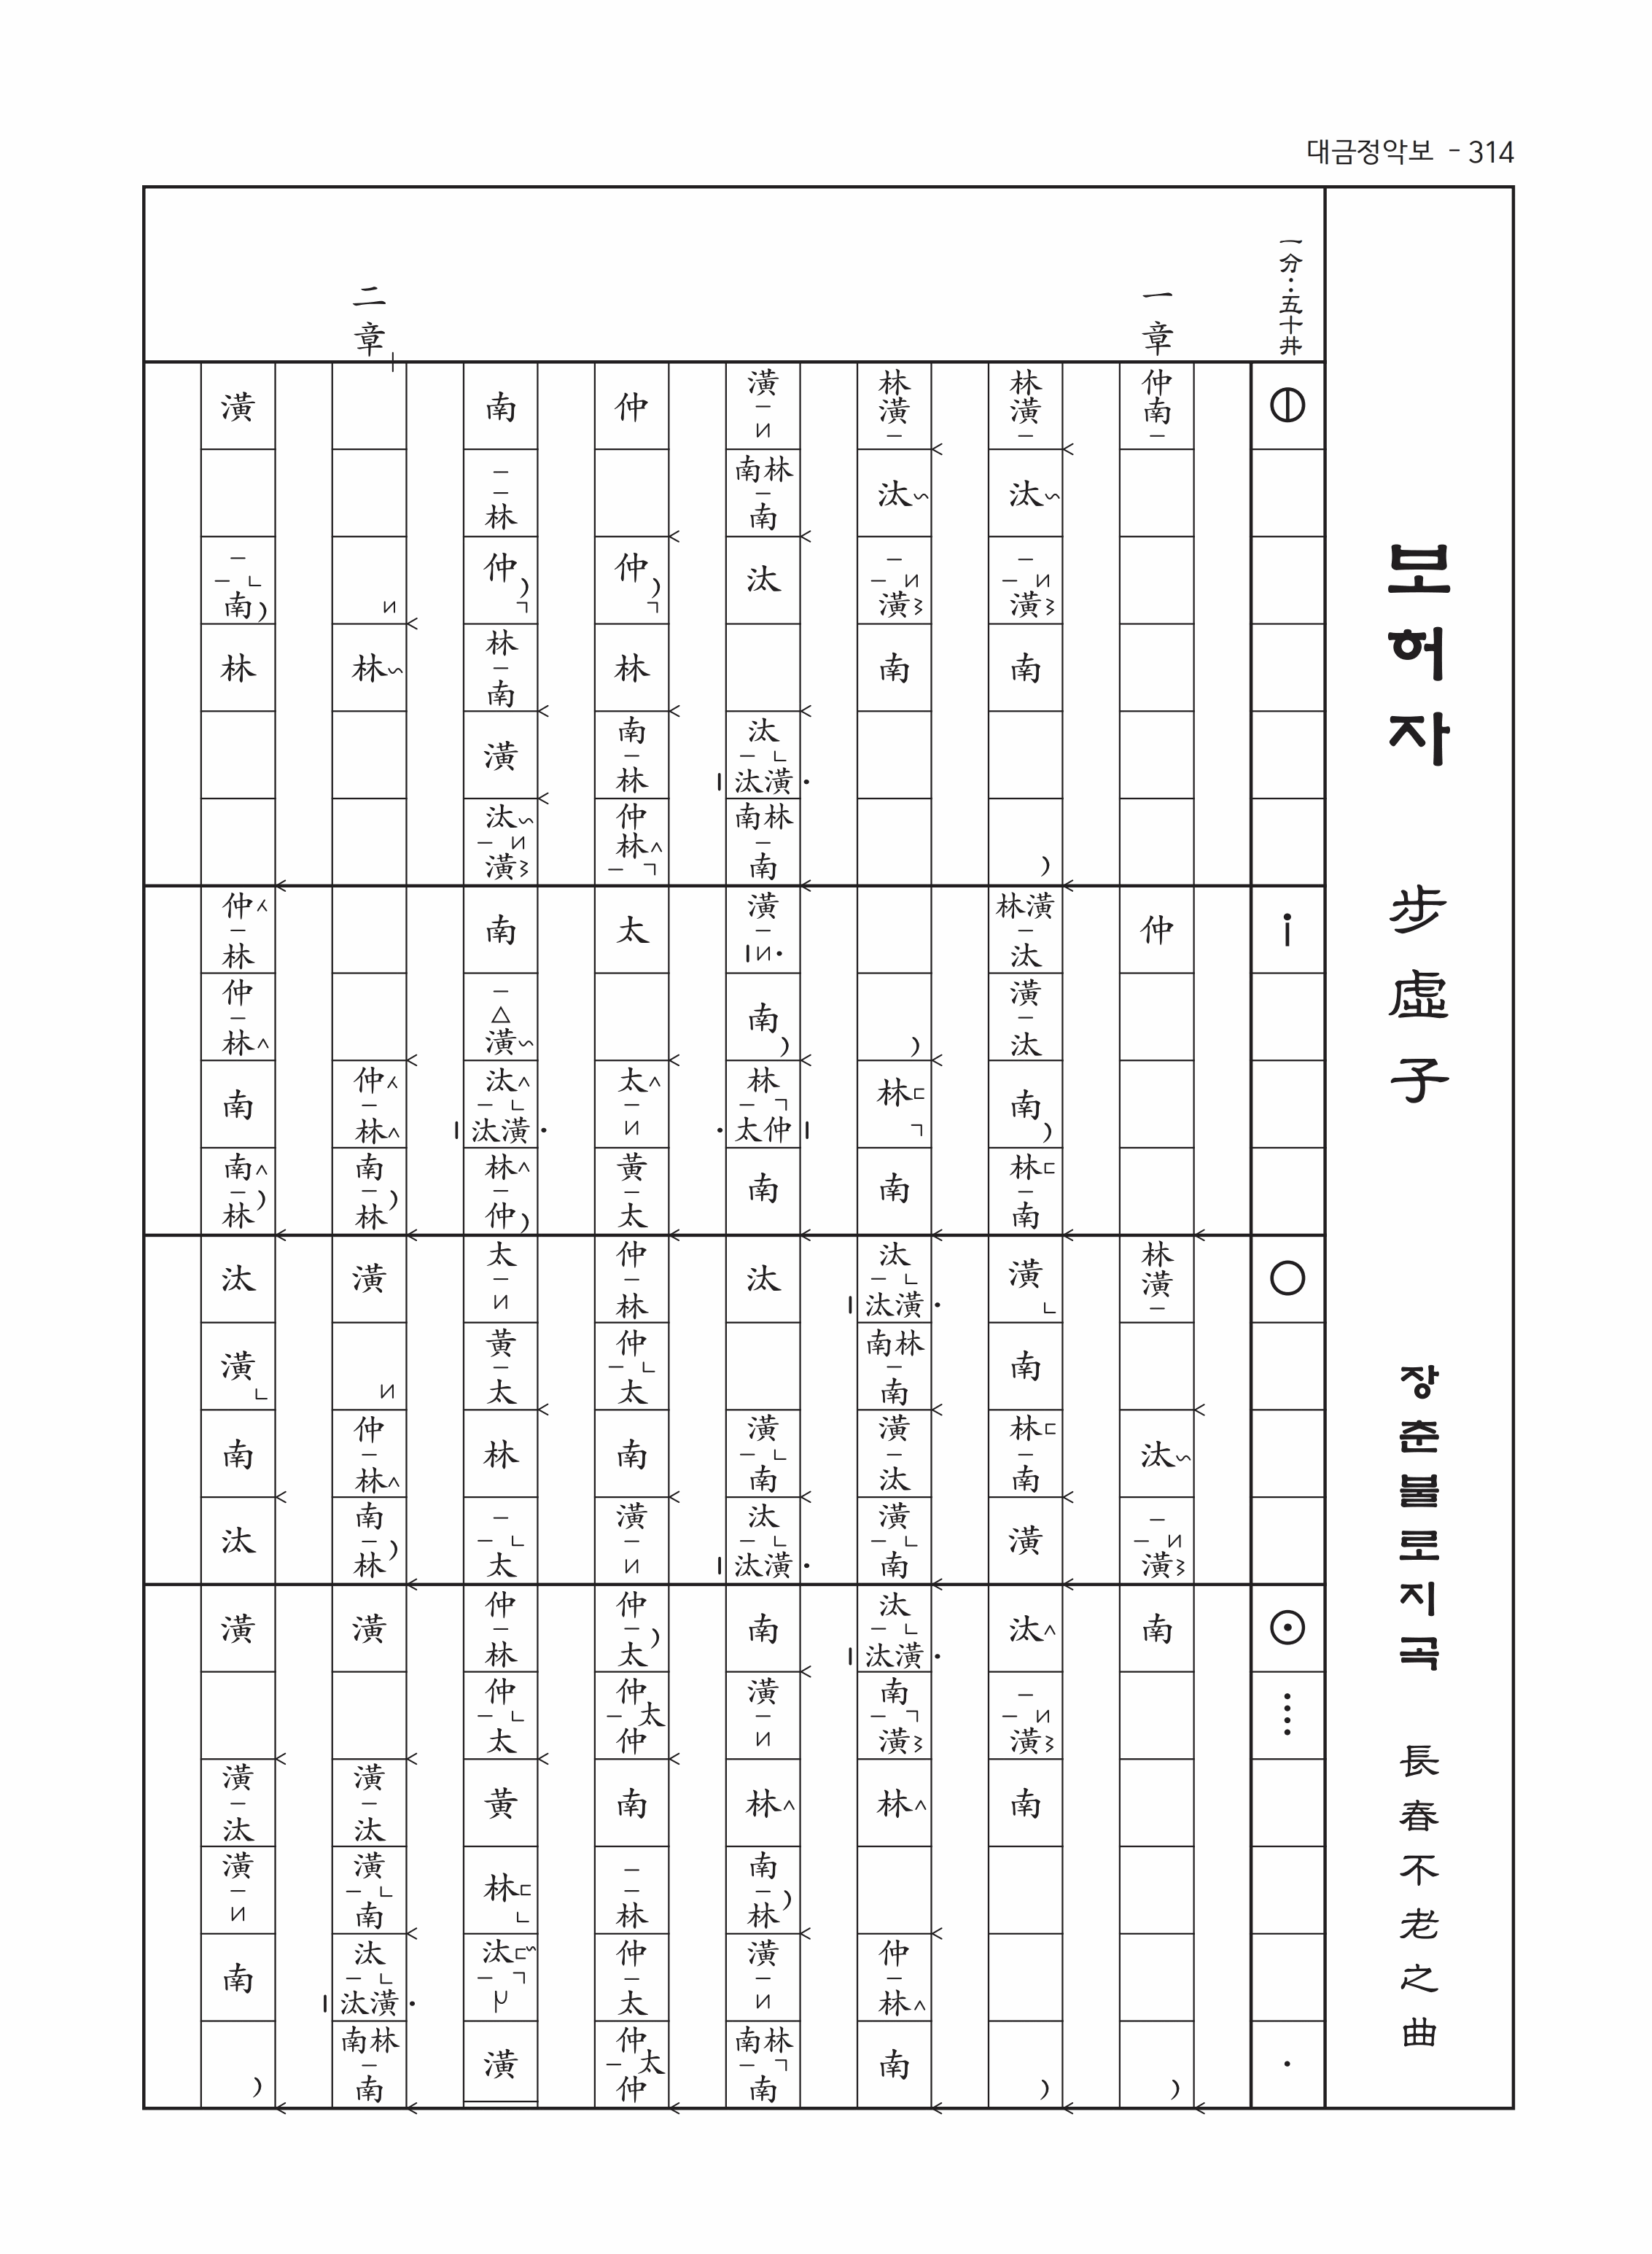 대금정악보 - 314
보허자 步虛子 장춘불로지곡 長春不老之曲
一分:五十井
一章
仲南- 仲 林潢- 汰 --潢 南
林潢- 汰 --潢 南 林潢-汰 潢-汰 南 林-南 潢 南 林-南 潢 汰 --潢 南
林潢- 汰 --潢 南 林 南 汰-汰潢 南林-南 潢-汰 潢-南 汰-汰潢 南-潢 林 仲-林 南
潢- 南林-南 汰 汰-汰潢 南林-南 潢- 南 林-太仲 南 汰 潢-南 汰-汰潢 南 潢- 林 南-林 潢- 南林-南
仲 仲 林 南-林 仲林- 太 太- 黃-太 仲-林 仲-太 南 潢- 仲-太 仲-太仲 南 --林 仲-太 仲-太仲
南 --林 仲 林-南 潢 汰-潢 南 -△潢 汰-汰潢 林-仲 太- 黃-太 林 --太 仲-林 仲-太 黃 林 汰- 潢
二章
林 仲-林 南-林 潢 仲-林 南-林 潢 潢-汰 潢-南 汰-汰潢 南林-南
潢 --南 林 仲-林 仲-林 南 南-林 汰 潢 南 汰 潢 潢-汰 潢- 南